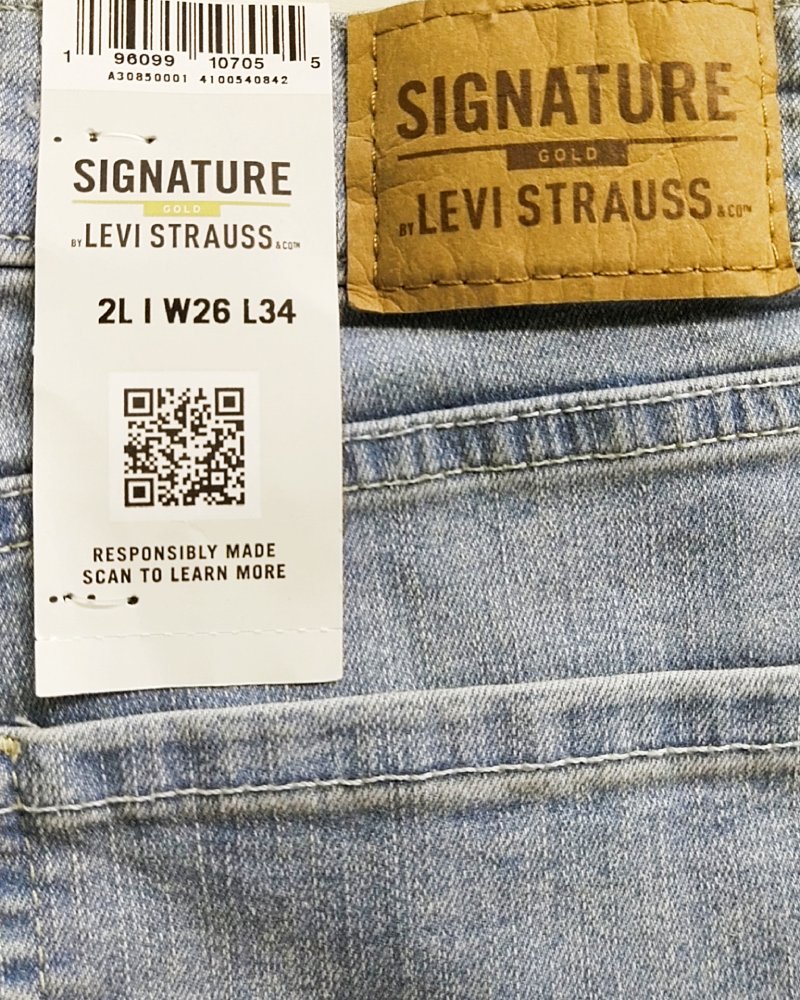 1 96099 10705 5
A30850001 4100540842
SIGNATURE
GOLD
BY LEVI STRAUSS & CO™
2L I W26 L34
RESPONSIBLY MADE
SCAN TO LEARN MORE
SIGNATURE
GOLD
BY LEVI STRAUSS & CO™